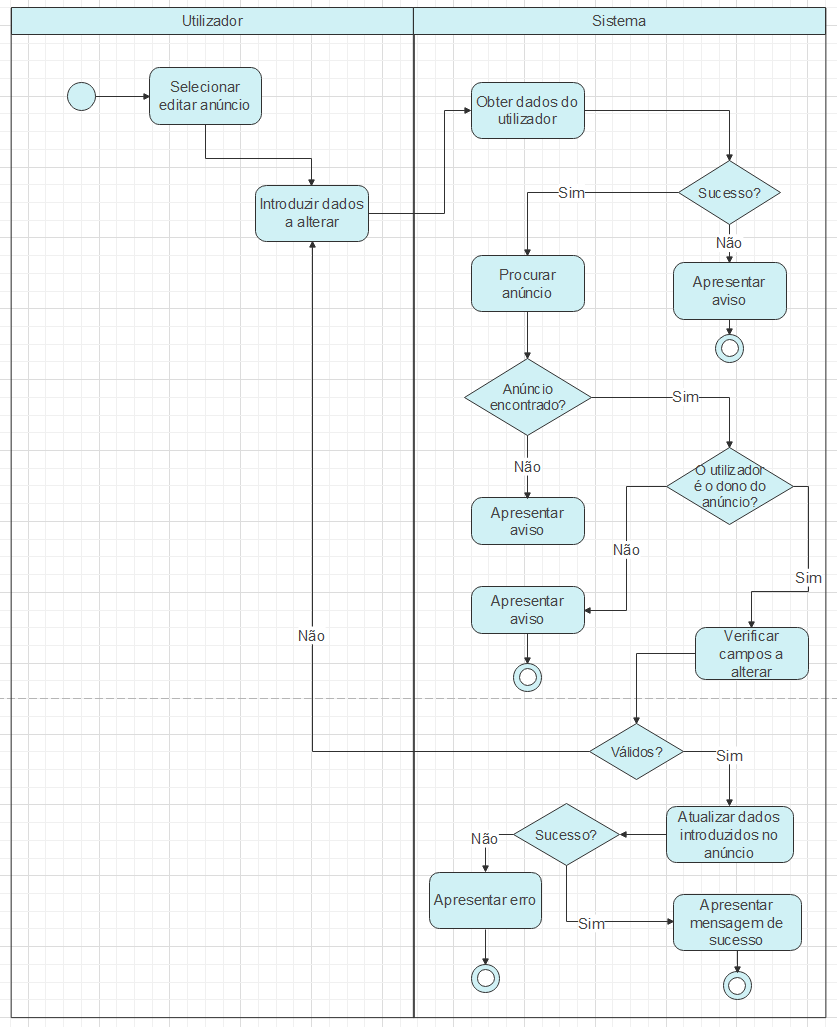 Utilizador
Sistema
Selecionar
editar anúncio
Obter dados do
utilizador
Introduzir dados
a alterar
Sucesso?
Sim
Não
Procurar
anúncio
Apresentar
aviso
Anúncio
encontrado?
Sim
Não
O utilizador
é o dono do
anúncio?
Apresentar
aviso
Não
Sim
Apresentar
aviso
Verificar
campos a
alterar
Não
Válidos?
Sim
Atualizar dados
introduzidos no
anúncio
Sucesso?
Não
Apresentar erro
Sim
Apresentar
mensagem de
sucesso